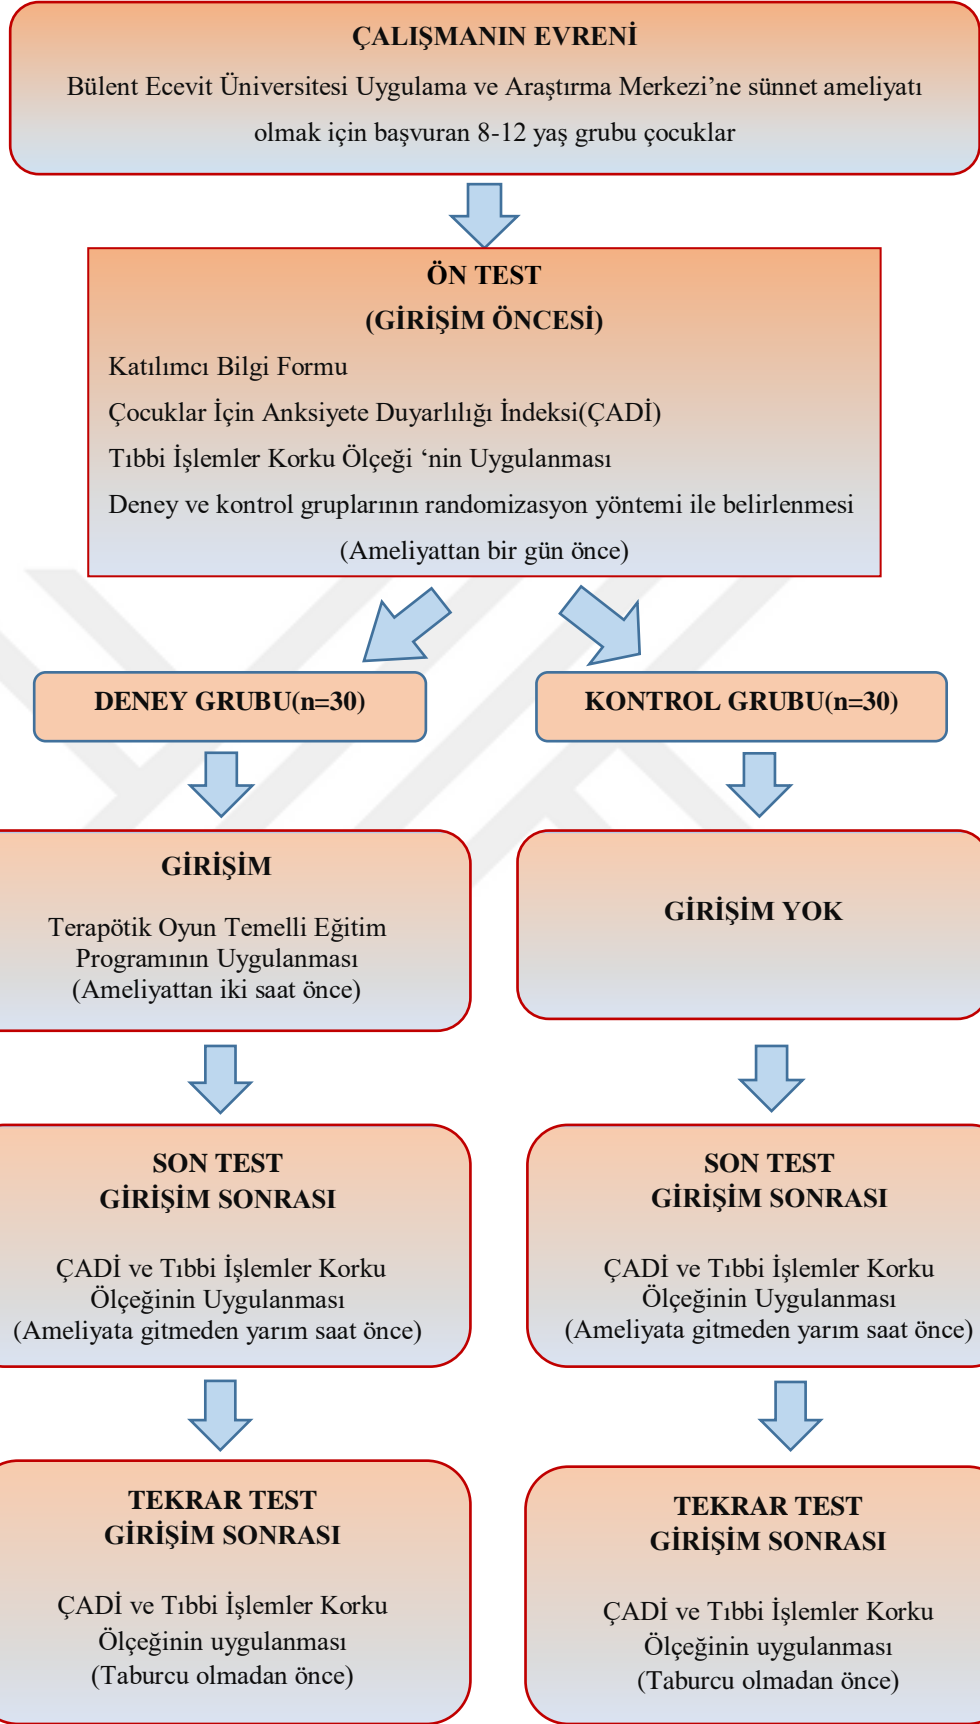 ÇALIŞMANIN EVRENİ
Bülent Ecevit Üniversitesi Uygulama ve Araştırma Merkezi’ne sünnet ameliyatı
olmak için başvuran 8-12 yaş grubu çocuklar
ÖN TEST
(GİRİŞİM ÖNCESİ)
Katılımcı Bilgi Formu
Çocuklar İçin Anksiyete Duyarlılığı İndeksi(ÇADİ)
Tıbbi İşlemler Korku Ölçeği ‘nin Uygulanması
Deney ve kontrol gruplarının randomizasyon yöntemi ile belirlenmesi
(Ameliyattan bir gün önce)
DENEY GRUBU(n=30)
KONTROL GRUBU(n=30)
GİRİŞİM
Terapötik Oyun Temelli Eğitim
Programının Uygulanması
(Ameliyattan iki saat önce)
GİRİŞİM YOK
SON TEST
GİRİŞİM SONRASI
ÇADİ ve Tıbbi İşlemler Korku
Ölçeğinin Uygulanması
(Ameliyata gitmeden yarım saat önce)
SON TEST
GİRİŞİM SONRASI
ÇADİ ve Tıbbi İşlemler Korku
Ölçeğinin Uygulanması
(Ameliyata gitmeden yarım saat önce)
TEKRAR TEST
GİRİŞİM SONRASI
ÇADİ ve Tıbbi İşlemler Korku
Ölçeğinin uygulanması
(Taburcu olmadan önce)
TEKRAR TEST
GİRİŞİM SONRASI
ÇADİ ve Tıbbi İşlemler Korku
Ölçeğinin uygulanması
(Taburcu olmadan önce)